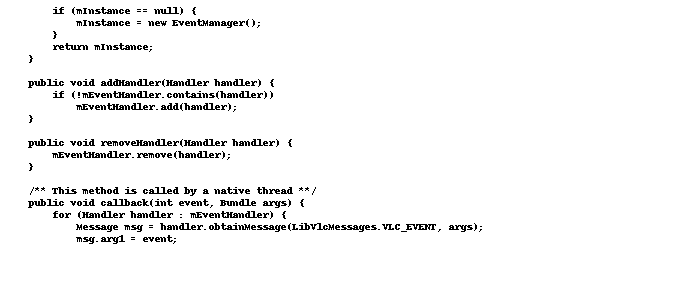 if (mInstance == null) {
mInstance = new EventManager();
}
return mInstance;
}
public void addHandler(Handler handler) {
if (!mEventHandler.contains(handler))
mEventHandler.add(handler);
}
public void removeHandler(Handler handler) {
mEventHandler.remove(handler);
}
/** This method is called by a native thread **/
public void callback(int event, Bundle args) {
for (Handler handler : mEventHandler) {
Message msg = handler.obtainMessage(LibVlcMessages.VLC_EVENT, args);
msg.arg1 = event;